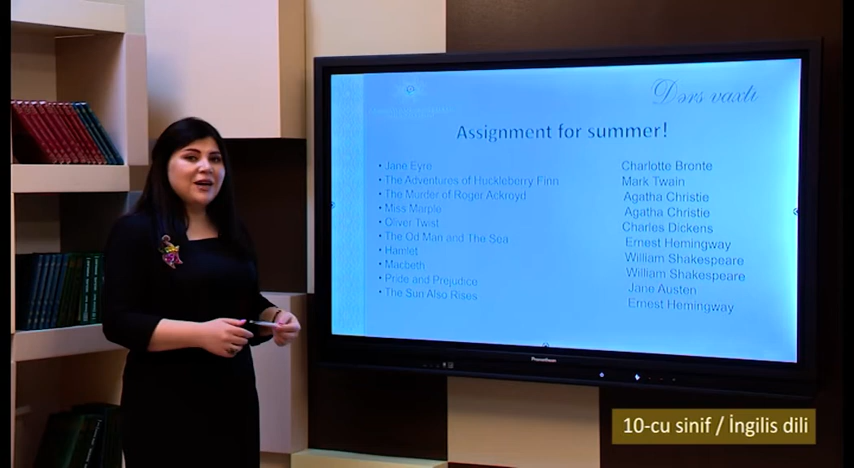 Dərs vaxtı
Assignment for summer!
• Jane Eyre Charlotte Bronte
• The Adventures of Huckleberry Finn Mark Twain
• The Murder of Roger Ackroyd Agatha Christie
• Miss Marple Agatha Christie
• Oliver Twist Charles Dickens
• The Od Man and The Sea Ernest Hemingway
• Hamlet William Shakespeare
• Macbeth William Shakespeare
• Pride and Prejudice Jane Austen
• The Sun Also Rises Ernest Hemingway
Promethean
10-cu sinif / İngilis dili